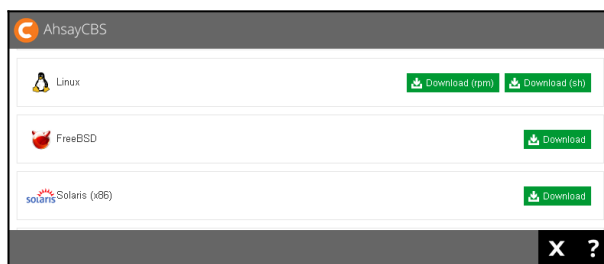 AhsayCBS
Linux
Download (rpm)
Download (sh)
FreeBSD
Download
solaris Solaris (x86)
Download
X ?